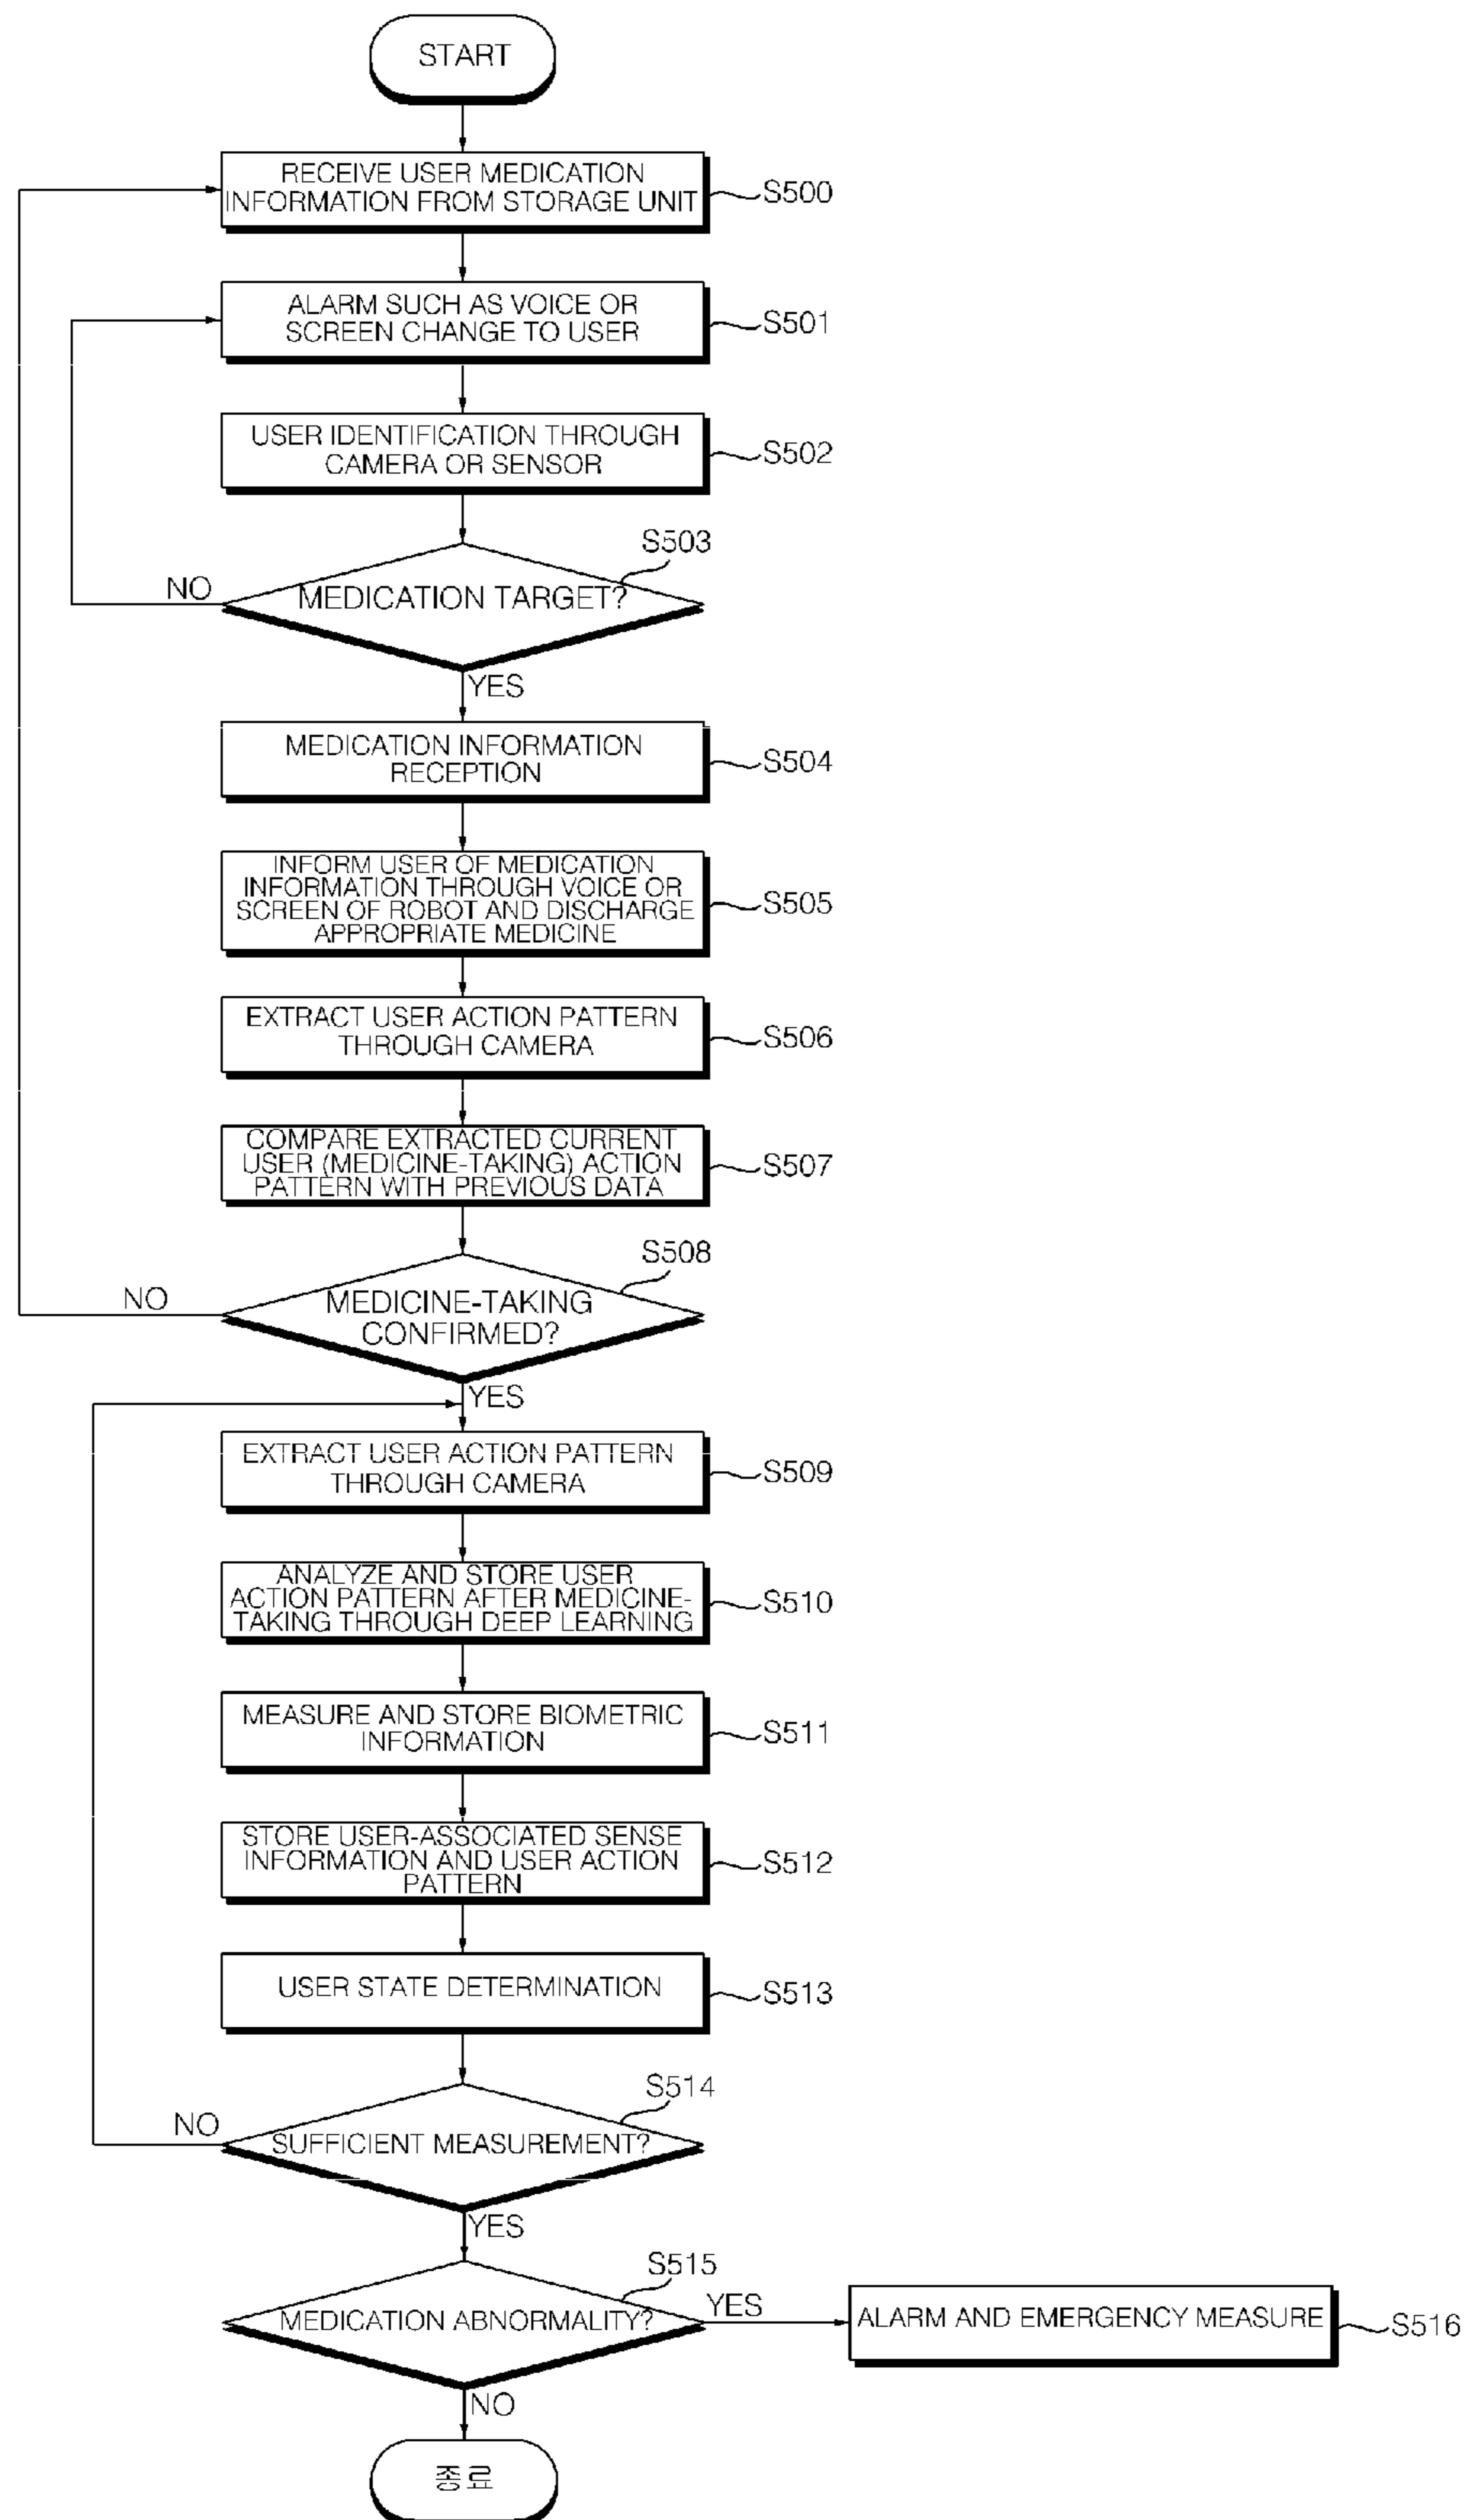 START
RECEIVE USER MEDICATION
INFORMATION FROM STORAGE UNIT
S500
ALARM SUCH AS VOICE OR
SCREEN CHANGE TO USER
S501
USER IDENTIFICATION THROUGH
CAMERA OR SENSOR
S502
S503
NO
MEDICATION TARGET?
YES
MEDICATION INFORMATION
RECEPTION
S504
INFORM USER OF MEDICATION
INFORMATION THROUGH VOICE OR
SCREEN OF ROBOT AND DISCHARGE
APPROPRIATE MEDICINE
S505
EXTRACT USER ACTION PATTERN
THROUGH CAMERA
S506
COMPARE EXTRACTED CURRENT
USER (MEDICINE-TAKING) ACTION
PATTERN WITH PREVIOUS DATA
S507
S508
NO
MEDICINE-TAKING
CONFIRMED?
YES
EXTRACT USER ACTION PATTERN
THROUGH CAMERA
S509
ANALYZE AND STORE USER
ACTION PATTERN AFTER MEDICINE-
TAKING THROUGH DEEP LEARNING
S510
MEASURE AND STORE BIOMETRIC
INFORMATION
S511
STORE USER-ASSOCIATED SENSE
INFORMATION AND USER ACTION
PATTERN
S512
USER STATE DETERMINATION
S513
S514
NO
SUFFICIENT MEASUREMENT?
YES
S515
MEDICATION ABNORMALITY?
YES
ALARM AND EMERGENCY MEASURE
S516
NO
종료